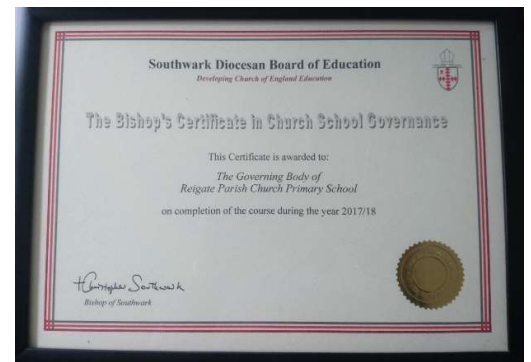 Southwark Diocesan Board of Education
Developing Church of England Education
The Bishop's Certificate in Church School Governance
This Certificate is awarded to:
The Governing Body of
Reigate Parish Church Primary School
on completion of the course during the year 2017/18
+Christopher Southwark
Bishop of Southwark